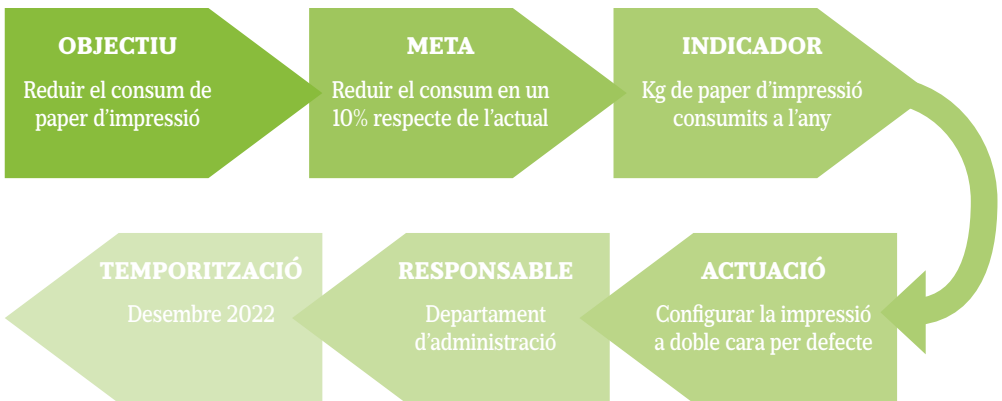 OBJECTIU
Reduir el consum de
paper d'impressió
META
Reduir el consum en un
10% respecte de l'actual
INDICADOR
Kg de paper d'impressió
consumits a l'any
ACTUACIÓ
Configurar la impressió
a doble cara per defecte
RESPONSABLE
Departament
d'administració
TEMPORITZACIÓ
Desembre 2022